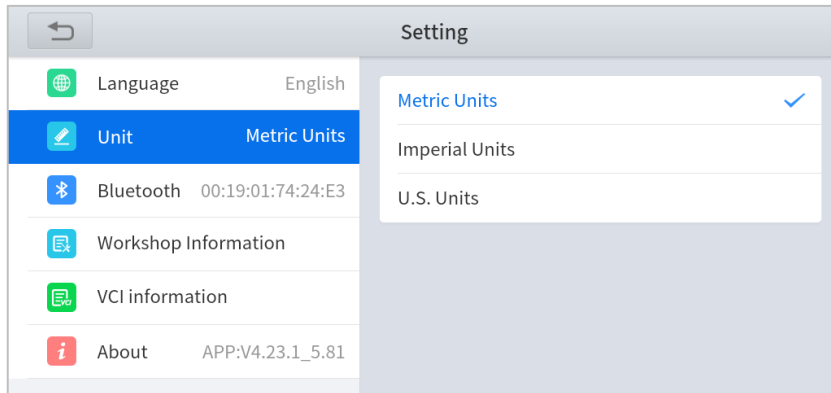 Setting
Language English
Unit Metric Units
Bluetooth 00:19:01:74:24:E3
Workshop Information
VCI information
About APP:V4.23.1_5.81
Metric Units
Imperial Units
U.S. Units